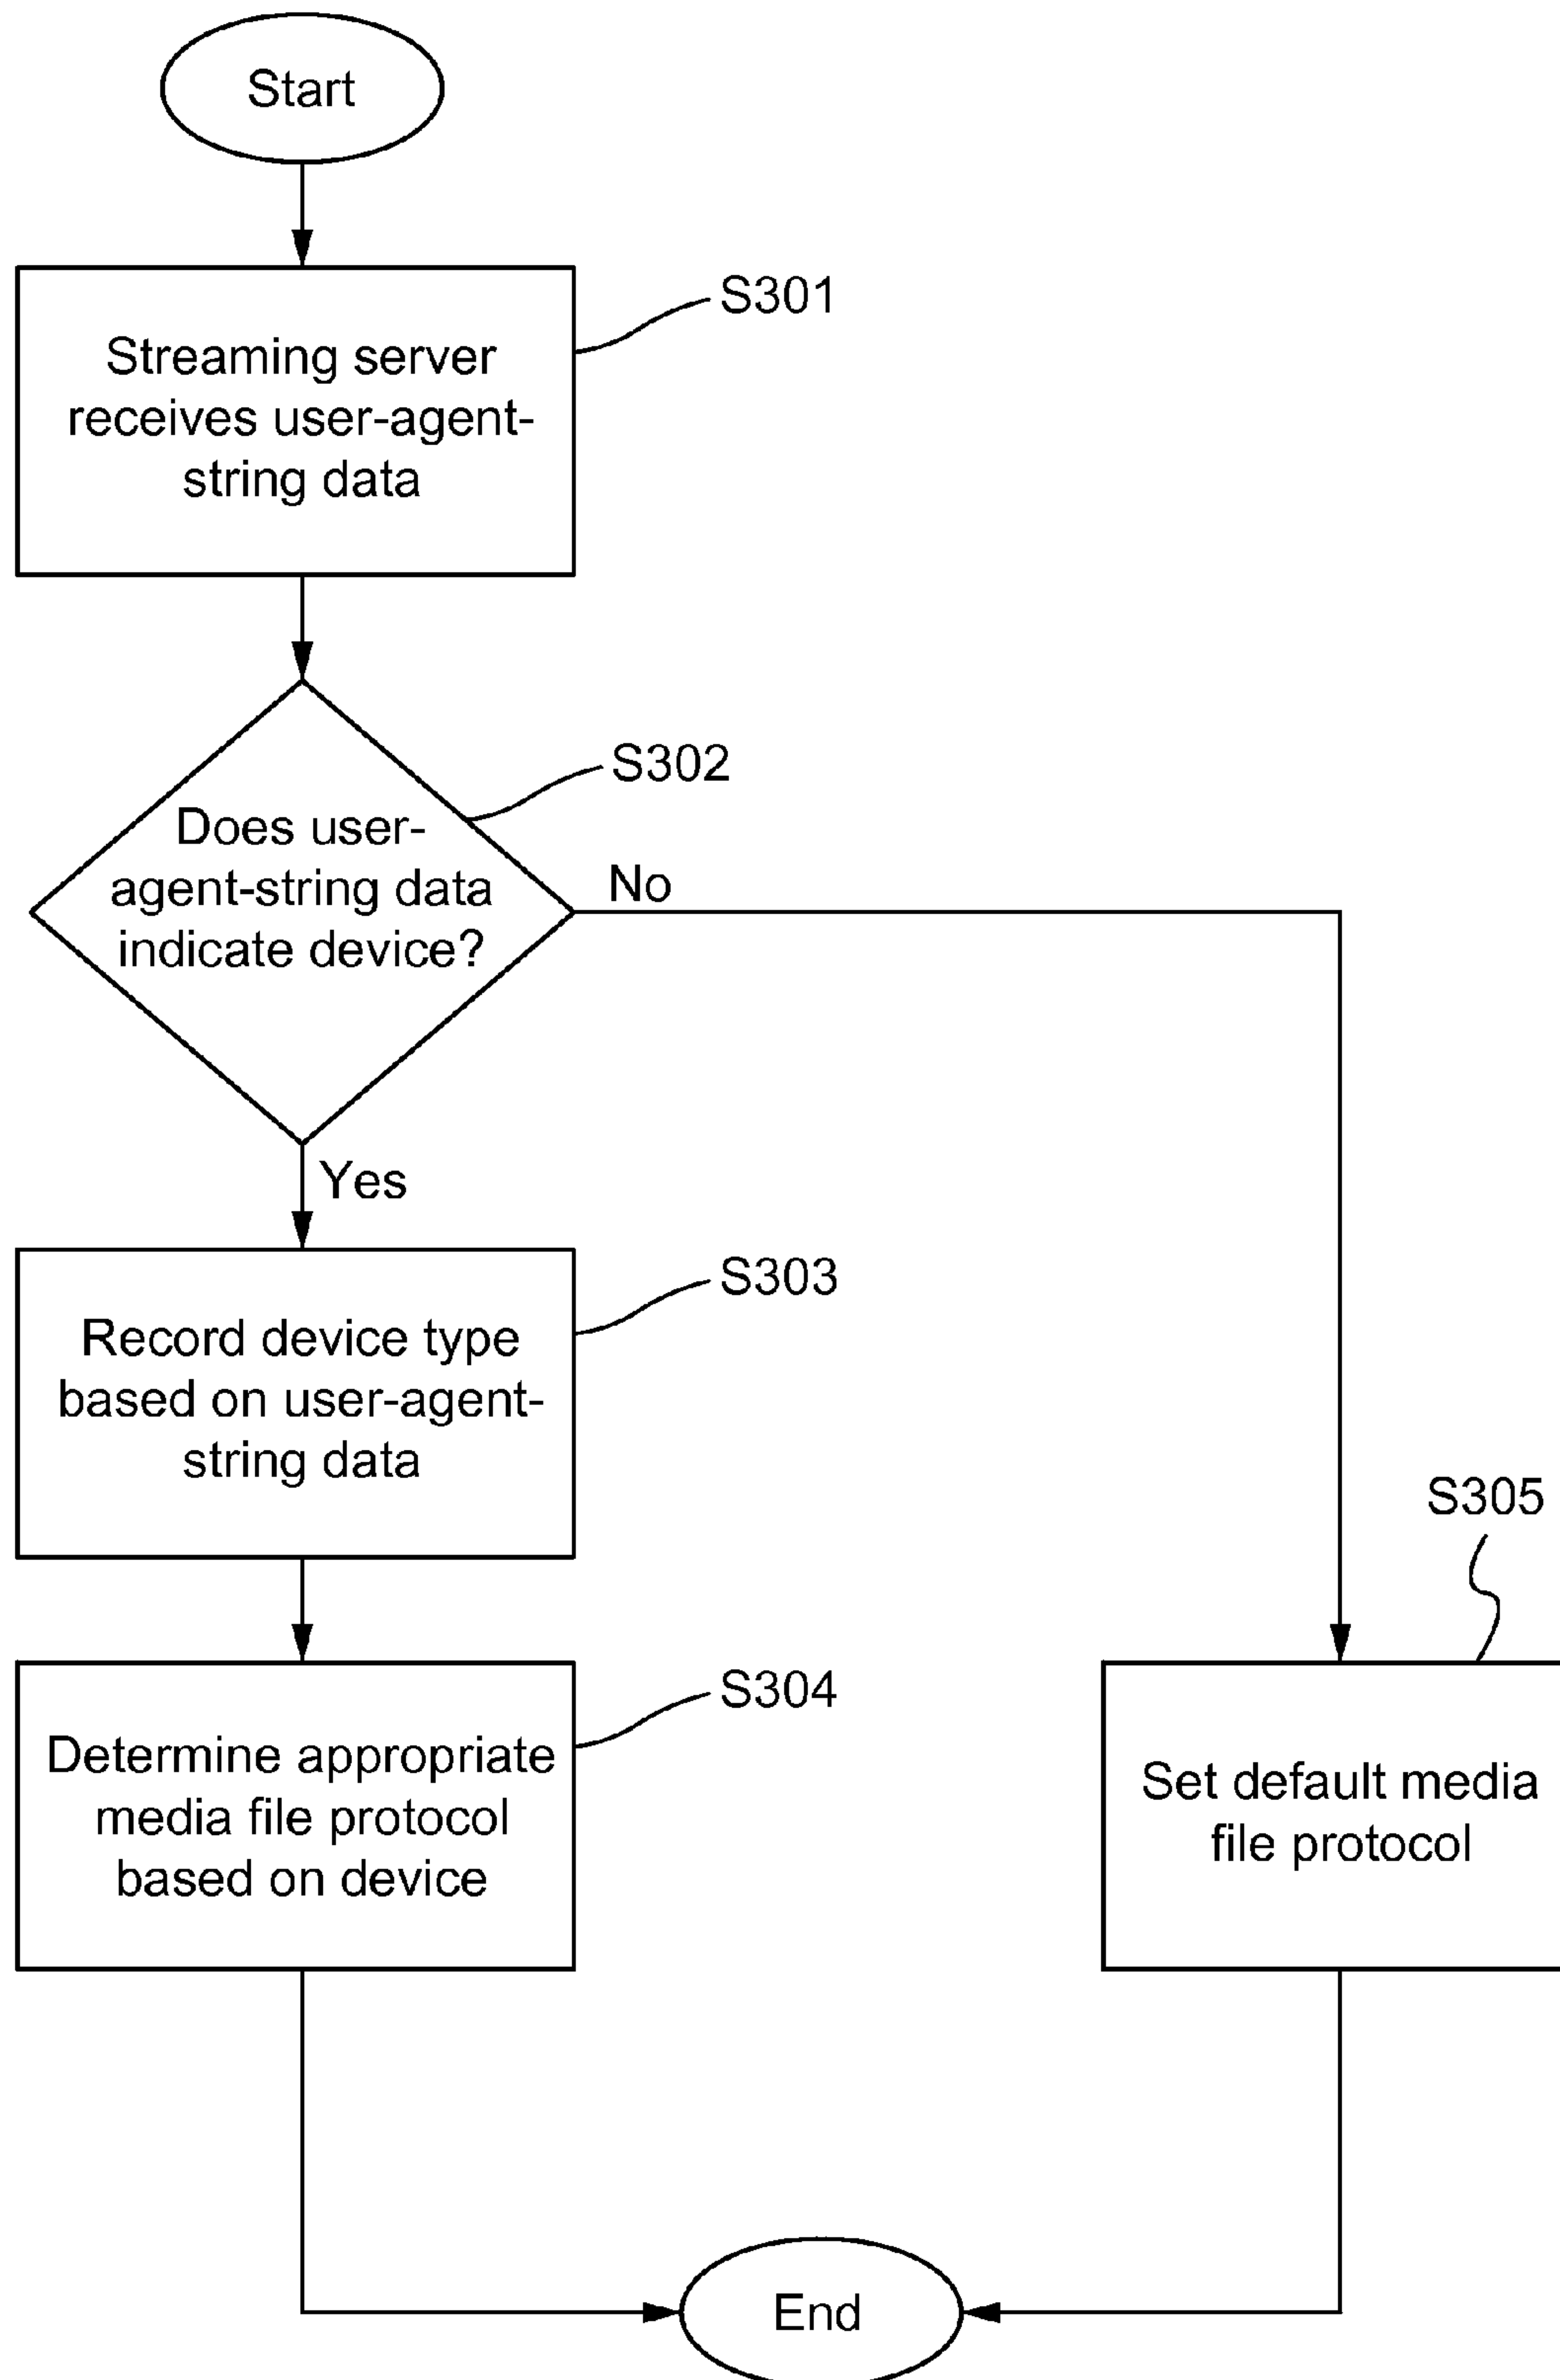 Start
S301
Streaming server
receives user-agent-
string data
S302
Does user-
agent-string data
indicate device?
No
Yes
S303
Record device type
based on user-agent-
string data
S305
S304
Determine appropriate
media file protocol
based on device
Set default media
file protocol
End